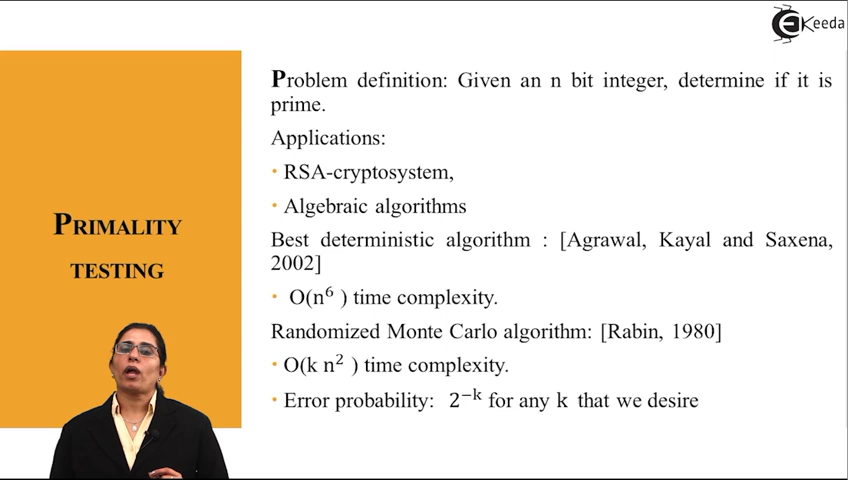 Keeda
Problem definition: Given an n bit integer, determine if it is
prime.
Applications:
• RSA-cryptosystem,
• Algebraic algorithms
Best deterministic algorithm : [Agrawal, Kayal and Saxena,
2002]
• O(n⁶ ) time complexity.
Randomized Monte Carlo algorithm: [Rabin, 1980]
• O(k n² ) time complexity.
• Error probability: 2⁻ᵏ for any k that we desire
PRIMALITY
TESTING